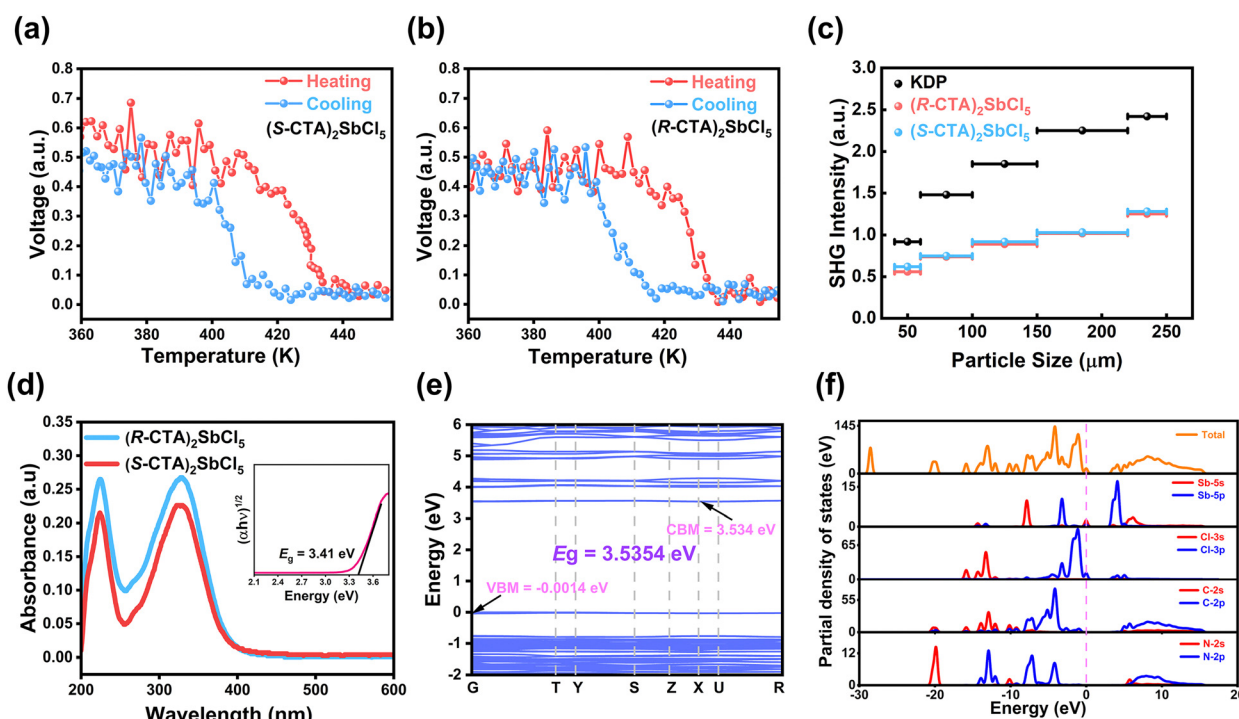 (a)
0.8
0.7
0.6
0.5
0.4
0.3
0.2
0.1
0.0
Voltage (a.u.)
Heating
Cooling
(S-CTA)₂SbCl₅
360 380 400 420 440
Temperature (K)
(b)
0.8
0.7
0.6
0.5
0.4
0.3
0.2
0.1
0.0
Voltage (a.u.)
Heating
Cooling
(R-CTA)₂SbCl₅
360 380 400 420 440
Temperature (K)
(c)
3.0
2.5
2.0
1.5
1.0
0.5
0.0
SHG Intensity (a.u.)
KDP
(R-CTA)₂SbCl₅
(S-CTA)₂SbCl₅
50 100 150 200 250
Particle Size (μm)
(d)
0.35
0.30
0.25
0.20
0.15
0.10
0.05
0.00
Absorbance (a.u)
(R-CTA)₂SbCl₅
(S-CTA)₂SbCl₅
(αhν)^1/2
Eg = 3.41 eV
2.1 2.4 2.7 3.0 3.3 3.6
Energy (eV)
200 300 400 500 600
Wavelength (nm)
(e)
6
5
4
3
2
1
0
-1
-2
Energy (eV)
CBM = 3.534 eV
Eg = 3.5354 eV
VBM = -0.0014 eV
G T Y S Z X U R
(f)
Partial density of states (eV)
145
0
Total
15
0
Sb-5s
Sb-5p
65
0
Cl-3s
Cl-3p
55
0
C-2s
C-2p
12
0
N-2s
N-2p
-30 -20 -10 0 10 20
Energy (eV)